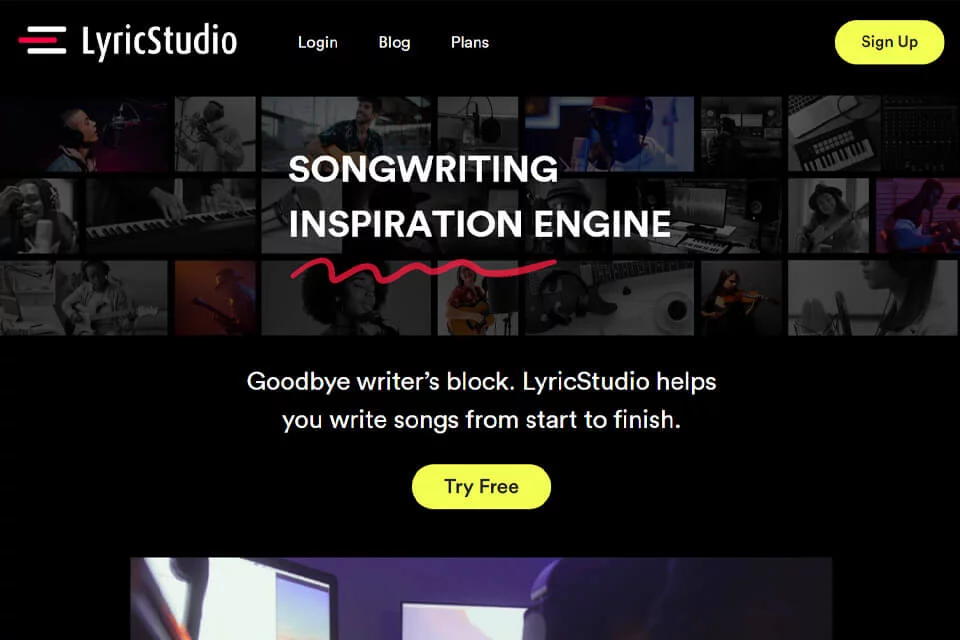 LyricStudio
Login
Blog
Plans
Sign Up
SONGWRITING
INSPIRATION ENGINE
Goodbye writer’s block. LyricStudio helps
you write songs from start to finish.
Try Free